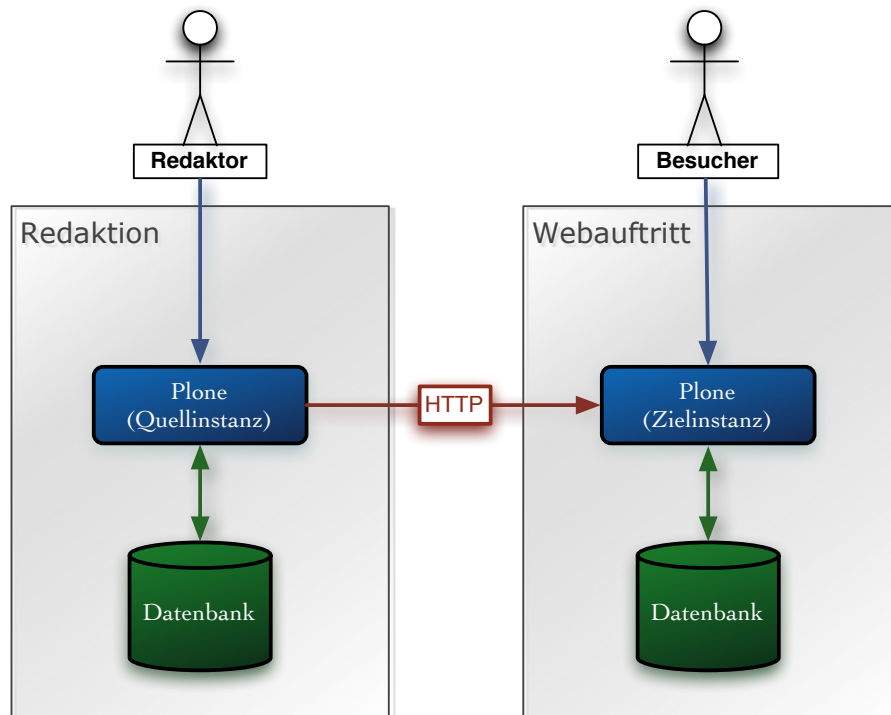 Redaktor
Besucher
Redaktion
Webauftritt
Plone
(Quellinstanz)
HTTP
Plone
(Zielinstanz)
Datenbank
Datenbank